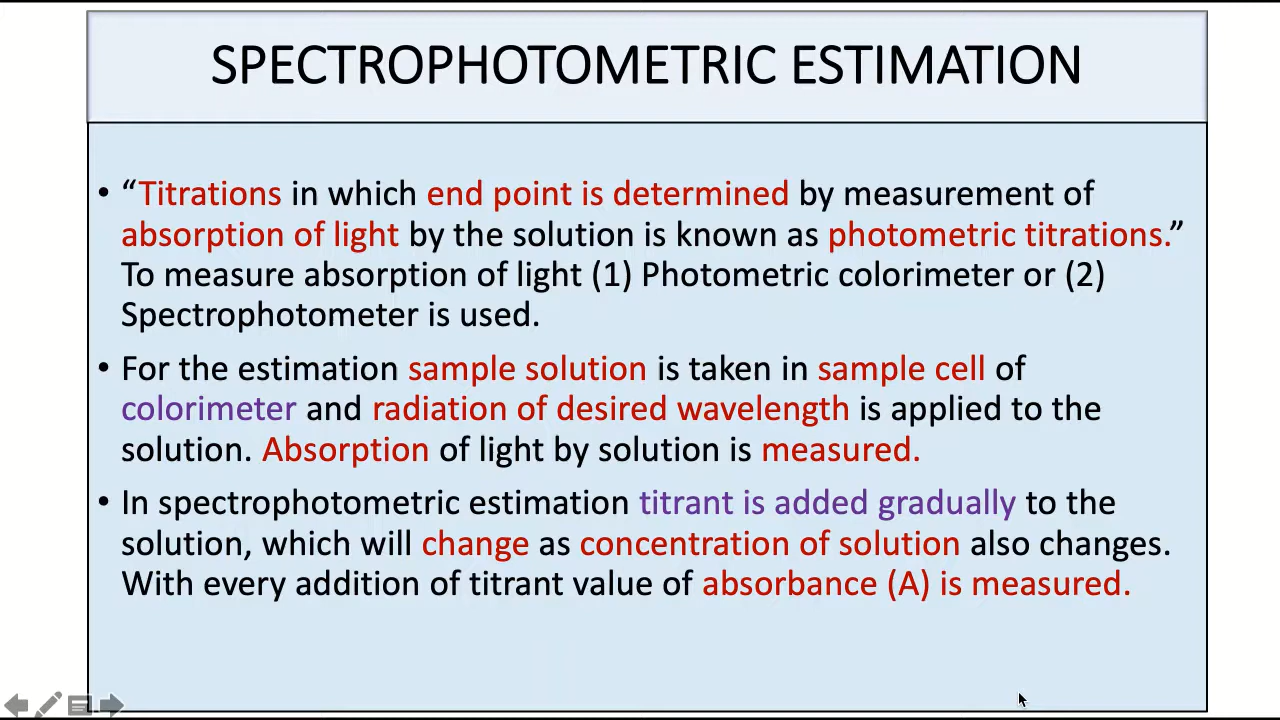 SPECTROPHOTOMETRIC ESTIMATION
• “Titrations in which end point is determined by measurement of
absorption of light by the solution is known as photometric titrations.”
To measure absorption of light (1) Photometric colorimeter or (2)
Spectrophotometer is used.
• For the estimation sample solution is taken in sample cell of
colorimeter and radiation of desired wavelength is applied to the
solution. Absorption of light by solution is measured.
• In spectrophotometric estimation titrant is added gradually to the
solution, which will change as concentration of solution also changes.
With every addition of titrant value of absorbance (A) is measured.